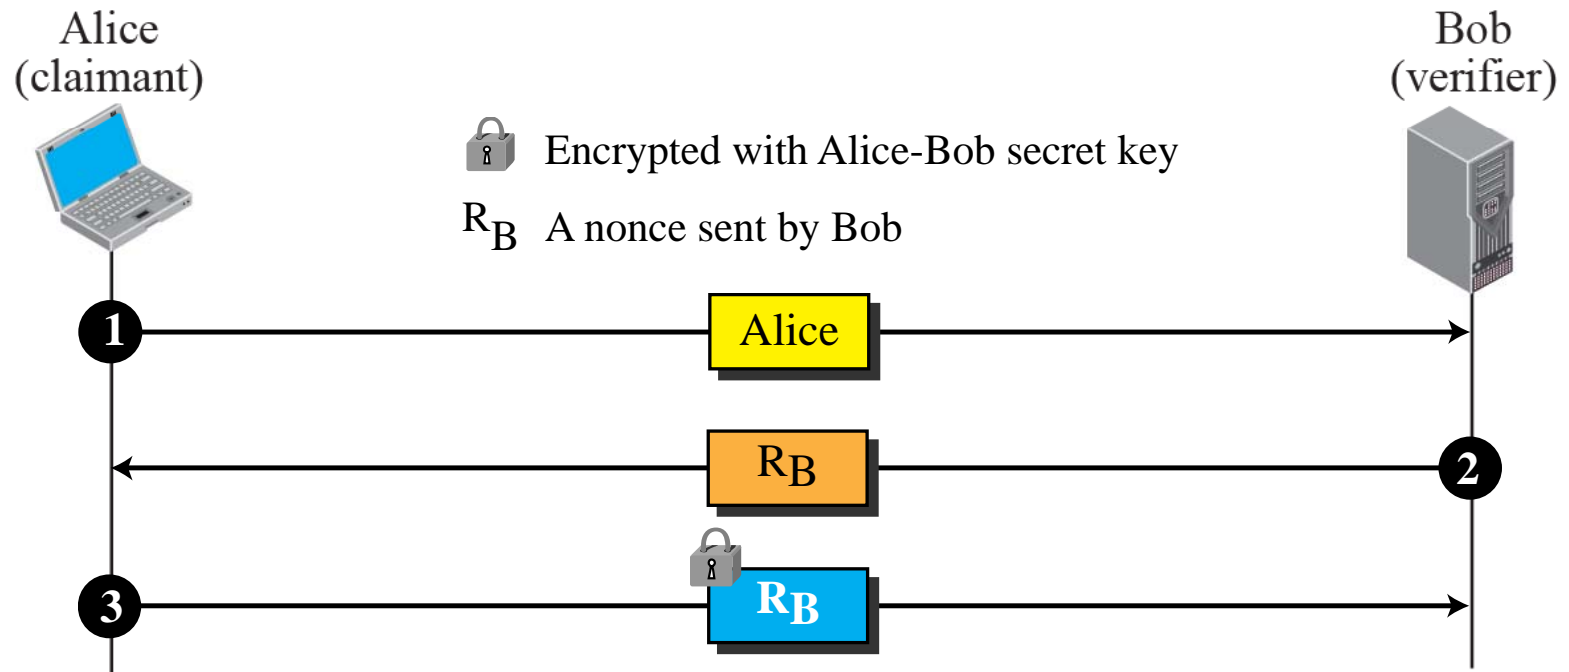 Alice
(claimant)
Bob
(verifier)
Encrypted with Alice-Bob secret key
RB A nonce sent by Bob
1
Alice
RB
2
3
RB